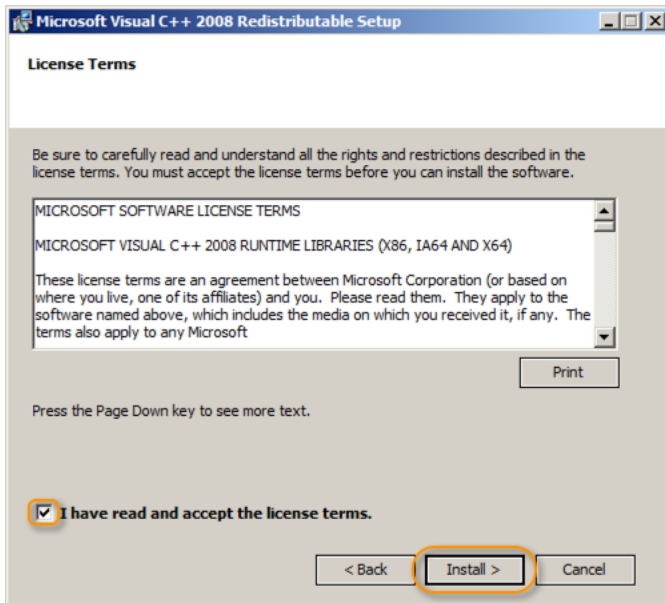 Microsoft Visual C++ 2008 Redistributable Setup
License Terms
Be sure to carefully read and understand all the rights and restrictions described in the
license terms. You must accept the license terms before you can install the software.
MICROSOFT SOFTWARE LICENSE TERMS
MICROSOFT VISUAL C++ 2008 RUNTIME LIBRARIES (X86, IA64 AND X64)
These license terms are an agreement between Microsoft Corporation (or based on
where you live, one of its affiliates) and you.  Please read them.  They apply to the
software named above, which includes the media on which you received it, if any.  The
terms also apply to any Microsoft
Print
Press the Page Down key to see more text.
I have read and accept the license terms.
< Back
Install >
Cancel